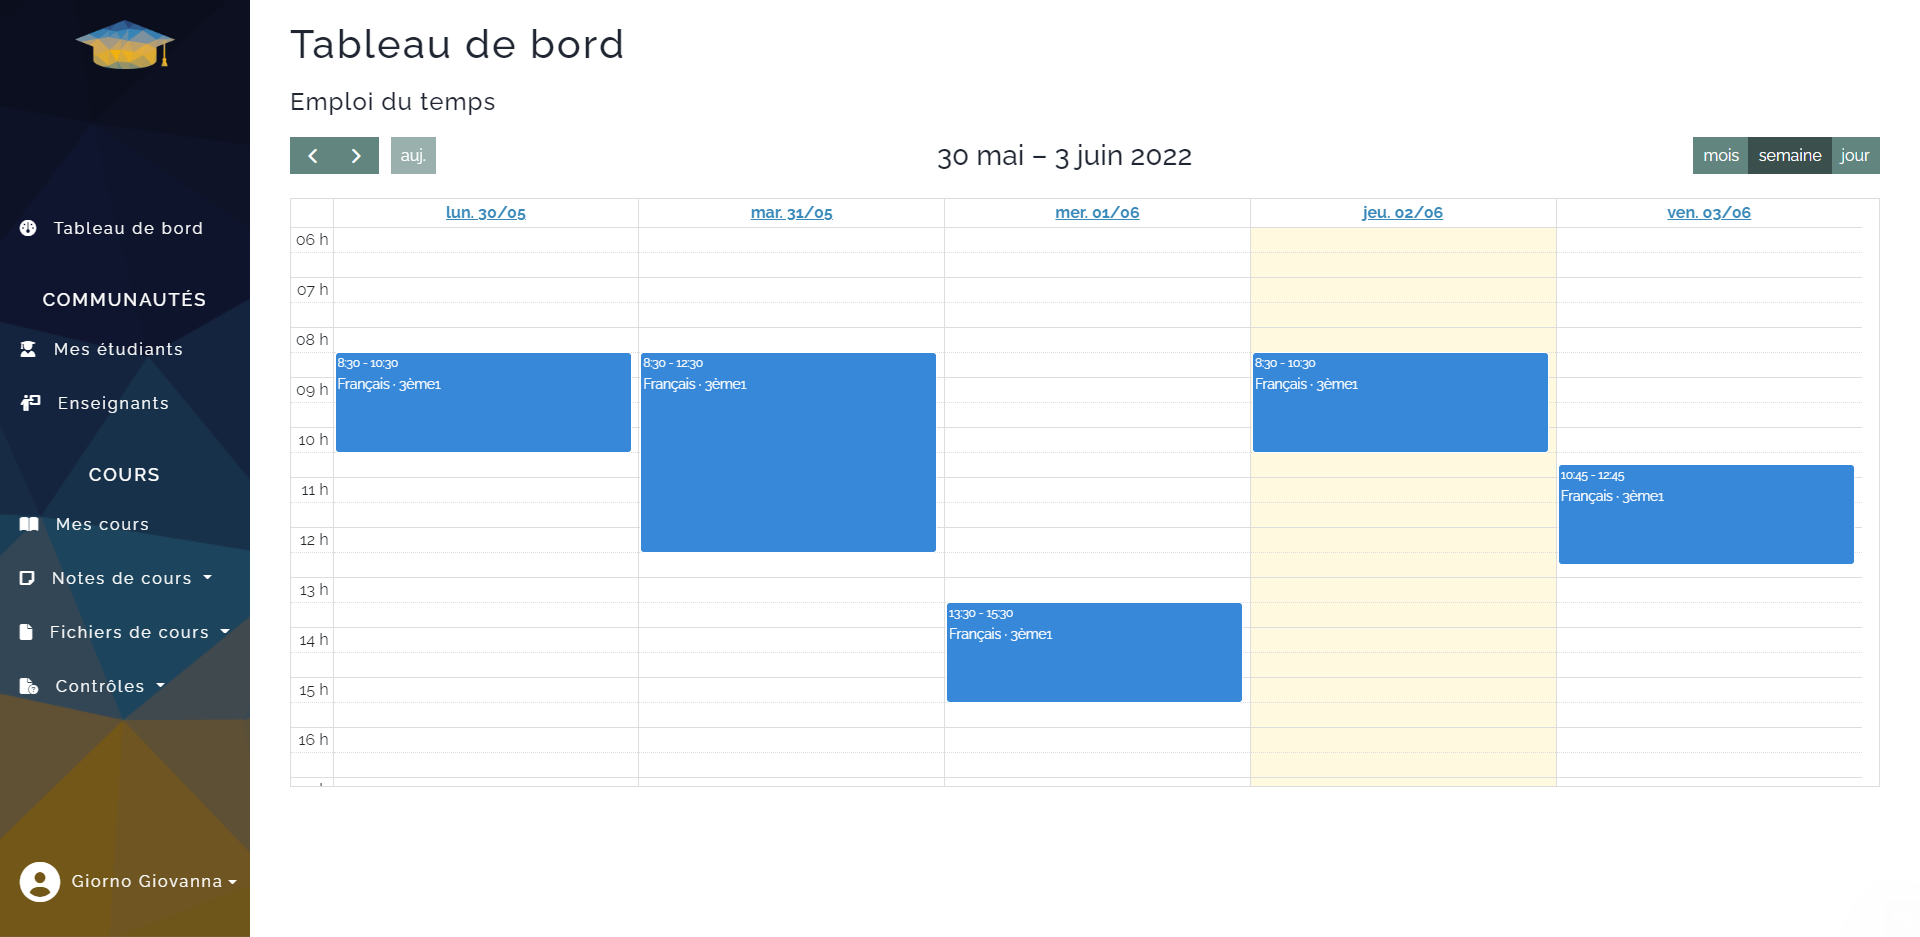 Tableau de bord
Emploi du temps
auj.
30 mai – 3 juin 2022
mois semaine jour
lun. 30/05 mar. 31/05 mer. 01/06 jeu. 02/06 ven. 03/06
06 h
07 h
08 h
09 h
10 h
11 h
12 h
13 h
14 h
15 h
16 h
8:30 - 10:30
Français · 3ème1
8:30 - 12:30
Français · 3ème1
13:30 - 15:30
Français · 3ème1
8:30 - 10:30
Français · 3ème1
10:45 - 12:45
Français · 3ème1
Tableau de bord
COMMUNAUTÉS
Mes étudiants
Enseignants
COURS
Mes cours
Notes de cours
Fichiers de cours
Contrôles
Giorno Giovanna